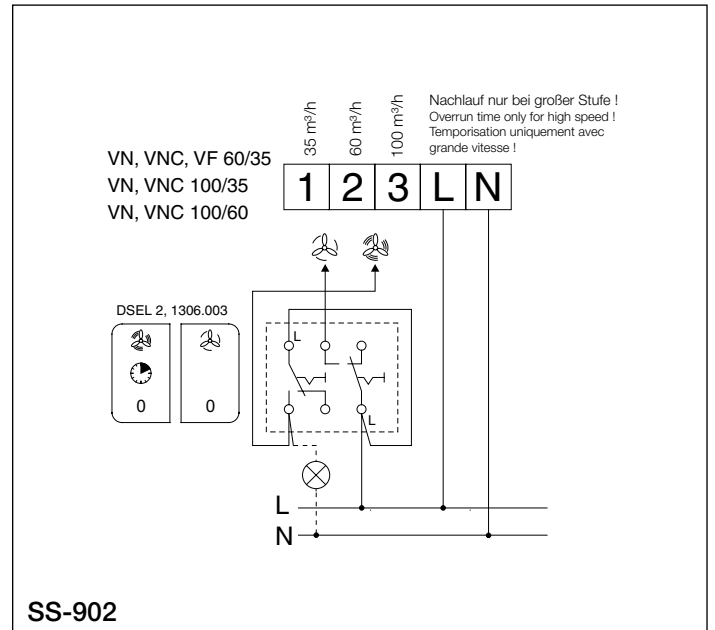 35 m³/h
60 m³/h
100 m³/h
Nachlauf nur bei großer Stufe !
Overrun time only for high speed !
Temporisation uniquement avec
grande vitesse !
VN, VNC, VF 60/35
VN, VNC 100/35
VN, VNC 100/60
1 2 3 L N
DSEL 2, 1306.003
0 0
L
L
L
N
SS-902